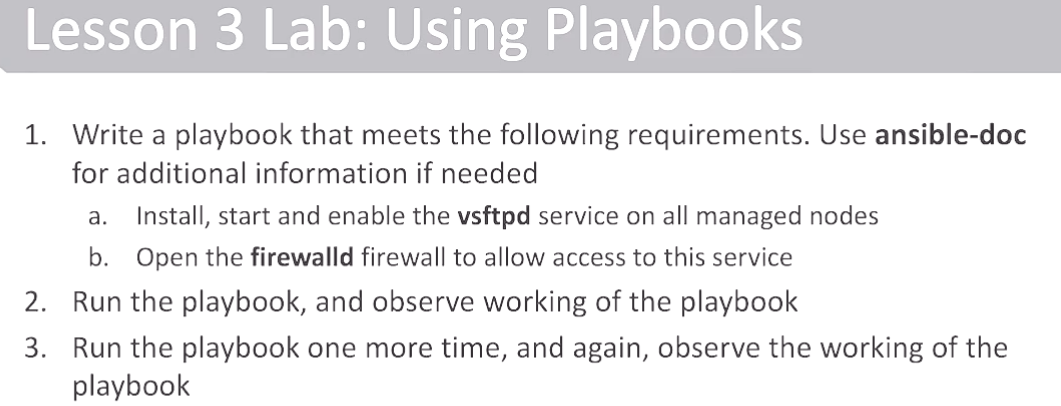 Lesson 3 Lab: Using Playbooks
1. Write a playbook that meets the following requirements. Use ansible-doc
for additional information if needed
a. Install, start and enable the vsftpd service on all managed nodes
b. Open the firewalld firewall to allow access to this service
2. Run the playbook, and observe working of the playbook
3. Run the playbook one more time, and again, observe the working of the
playbook